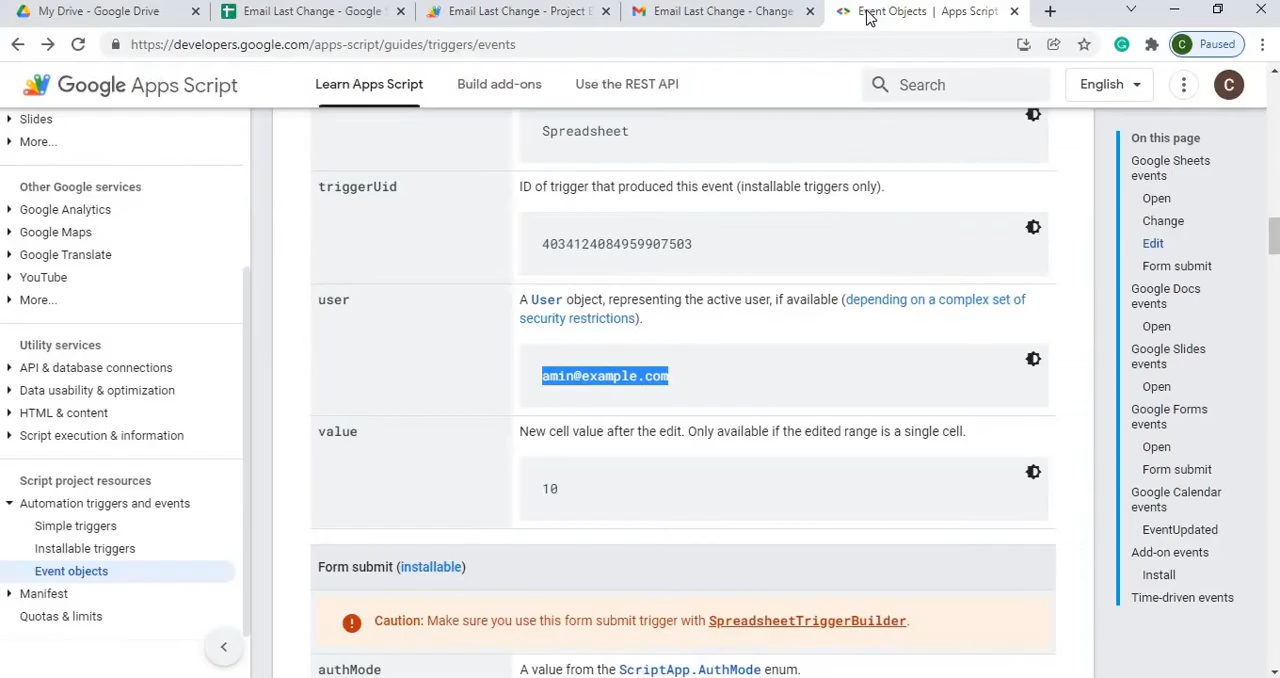 My Drive - Google Drive
Email Last Change - Google
Email Last Change - Project E
Email Last Change - Change
Event Objects | Apps Script
https://developers.google.com/apps-script/guides/triggers/events
C Paused
Google Apps Script
Learn Apps Script
Build add-ons
Use the REST API
Search
English
C
Slides
More...
Other Google services
Google Analytics
Google Maps
Google Translate
YouTube
More...
Utility services
API & database connections
Data usability & optimization
HTML & content
Script execution & information
Script project resources
Automation triggers and events
Simple triggers
Installable triggers
Event objects
Manifest
Quotas & limits
Spreadsheet
triggerUid
ID of trigger that produced this event (installable triggers only).
4034124084959907503
user
A User object, representing the active user, if available (depending on a complex set of
security restrictions).
amin@example.com
value
New cell value after the edit. Only available if the edited range is a single cell.
10
Form submit (installable)
Caution: Make sure you use this form submit trigger with SpreadsheetTriggerBuilder.
authMode
A value from the ScriptApp.AuthMode enum.
On this page
Google Sheets
events
Open
Change
Edit
Form submit
Google Docs
events
Open
Google Slides
events
Open
Google Forms
events
Open
Form submit
Google Calendar
events
EventUpdated
Add-on events
Install
Time-driven events